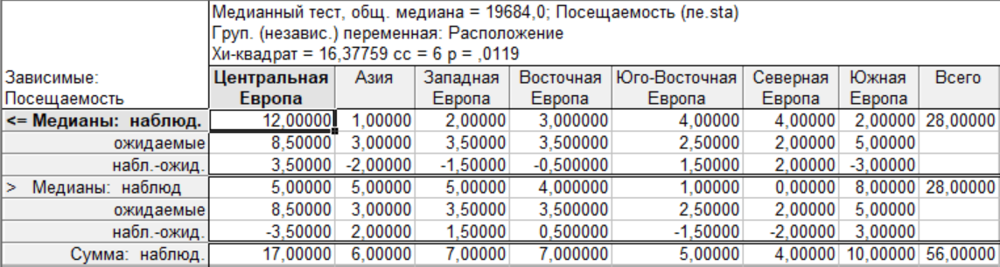 Медианный тест, общ. медиана = 19684,0; Посещаемость (ле.sta)
Груп. (независ.) переменная: Расположение
Хи-квадрат = 16,37759 сс = 6 p = ,0119
Зависимые: Центральная Азия Западная Восточная Юго-Восточная Северная Южная Всего
Посещаемость Европа Европа Европа Европа Европа Европа
<= Медианы: наблюд. 12,00000 1,00000 2,00000 3,000000 4,00000 4,00000 2,00000 28,00000
ожидаемые 8,50000 3,00000 3,50000 3,500000 2,50000 2,00000 5,00000
набл.-ожид. 3,50000 -2,00000 -1,50000 -0,500000 1,50000 2,00000 -3,00000
> Медианы: наблюд 5,00000 5,00000 5,00000 4,000000 1,00000 0,00000 8,00000 28,00000
ожидаемые 8,50000 3,00000 3,50000 3,500000 2,50000 2,00000 5,00000
набл.-ожид. -3,50000 2,00000 1,50000 0,500000 -1,50000 -2,00000 3,00000
Сумма: наблюд. 17,00000 6,00000 7,00000 7,000000 5,00000 4,00000 10,00000 56,00000